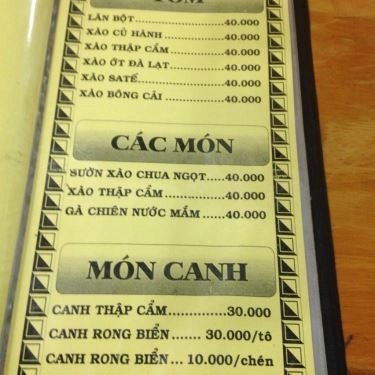 TÔM
LĂN BỘT...............40.000
XÀO CỦ HÀNH..........40.000
XÀO THẬP CẨM.........40.000
XÀO ỚT ĐÀ LẠT........40.000
XÀO SATẾ.............40.000
XÀO BÔNG CẢI.........40.000
CÁC MÓN
SƯỜN XÀO CHUA NGỌT.....40.000
XÀO THẬP CẨM...........40.000
GÀ CHIÊN NƯỚC MẮM......40.000
MÓN CANH
CANH THẬP CẨM..............30.000
CANH RONG BIỂN ..... 30.000/tô
CANH RONG BIỂN ... 10.000/chén